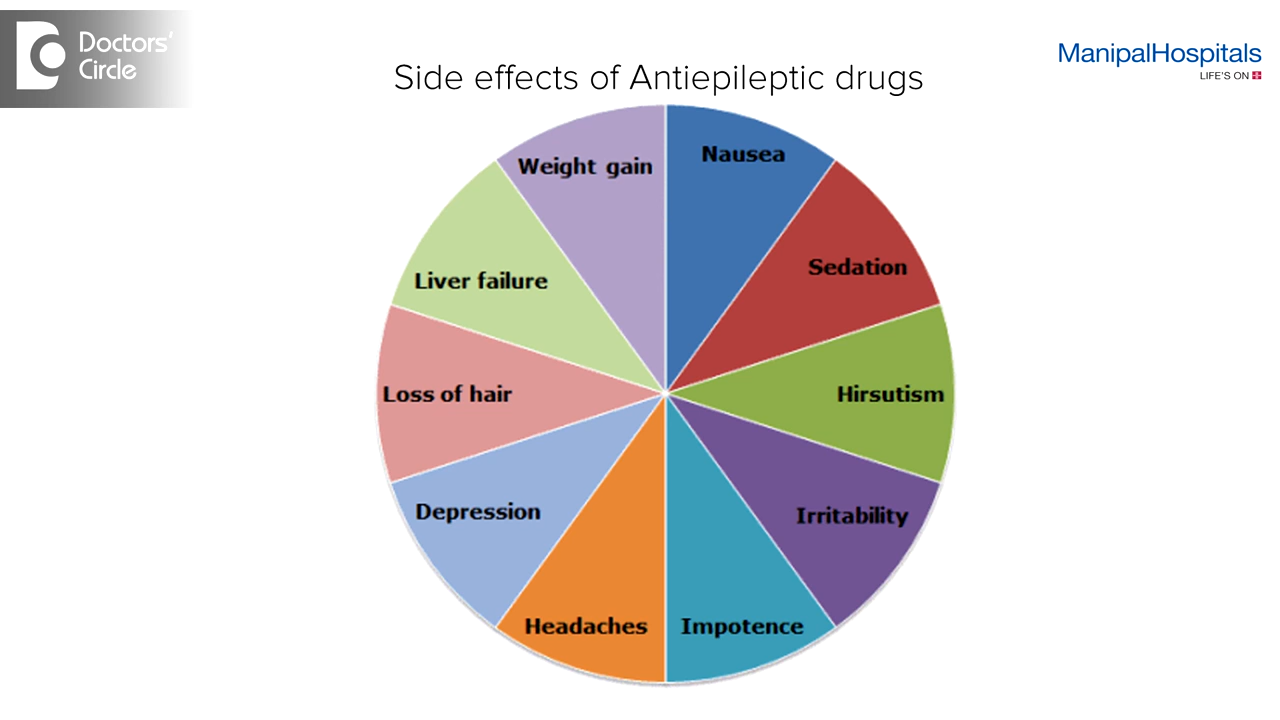 Doctors'
Circle
ManipalHospitals
LIFE'S ON
Side effects of Antiepileptic drugs
Nausea
Sedation
Hirsutism
Irritability
Impotence
Headaches
Depression
Loss of hair
Liver failure
Weight gain